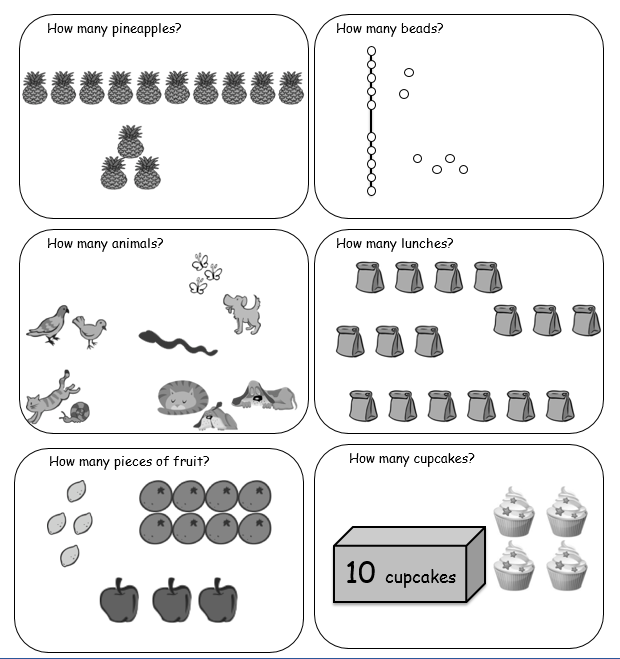 How many pineapples?
How many beads?
How many animals?
How many lunches?
How many pieces of fruit?
How many cupcakes?
10 cupcakes